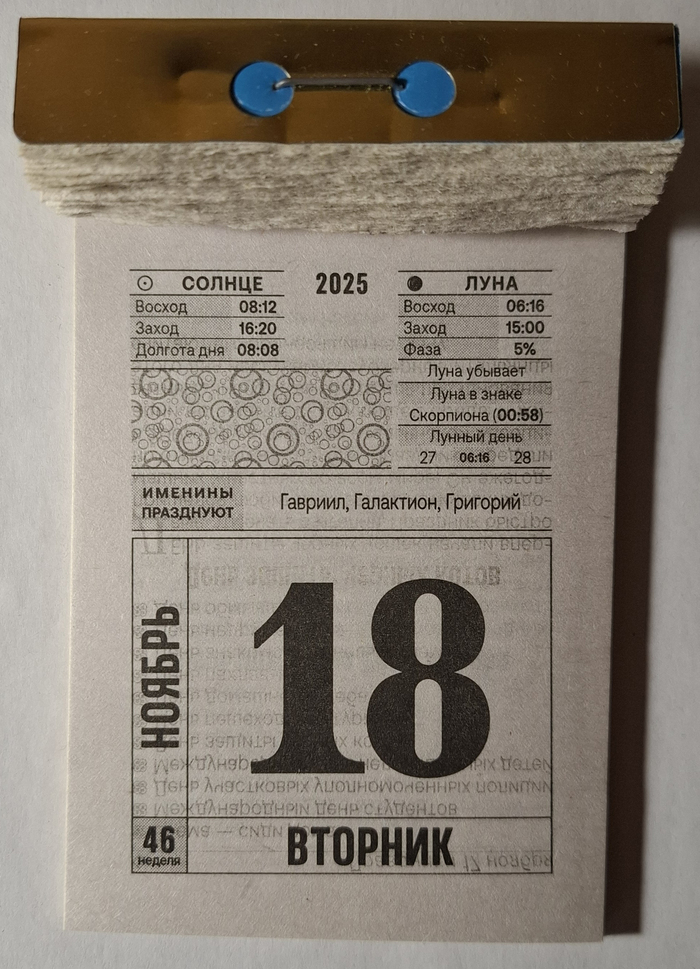 СОЛНЦЕ
Восход 08:12
Заход 16:20
Долгота дня 08:08
2025
ЛУНА
Восход 06:16
Заход 15:00
Фаза 5%
Луна убывает
Луна в знаке
Скорпиона (00:58)
Лунный день
27 06:16 28
ИМЕНИНЫ
ПРАЗДНУЮТ
Гавриил, Галактион, Григорий
НОЯБРЬ
18
46
неделя
ВТОРНИК